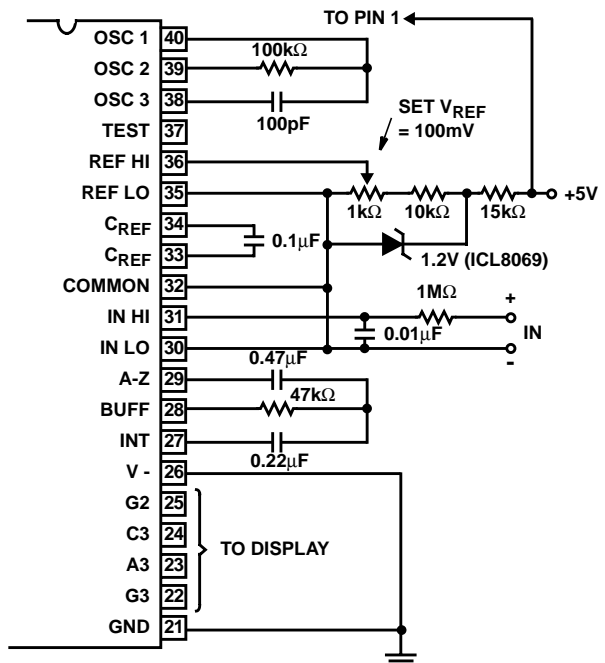 TO PIN 1
OSC 1 40
100kΩ
OSC 2 39
OSC 3 38
100pF
SET VREF
= 100mV
TEST 37
REF HI 36
REF LO 35
+5V
1kΩ 10kΩ 15kΩ
CREF 34
0.1μF
CREF 33
1.2V (ICL8069)
COMMON 32
1MΩ
+
IN HI 31
0.01μF
IN
IN LO 30
-
0.47μF
A-Z 29
47kΩ
BUFF 28
INT 27
0.22μF
V - 26
G2 25
C3 24
TO DISPLAY
A3 23
G3 22
GND 21